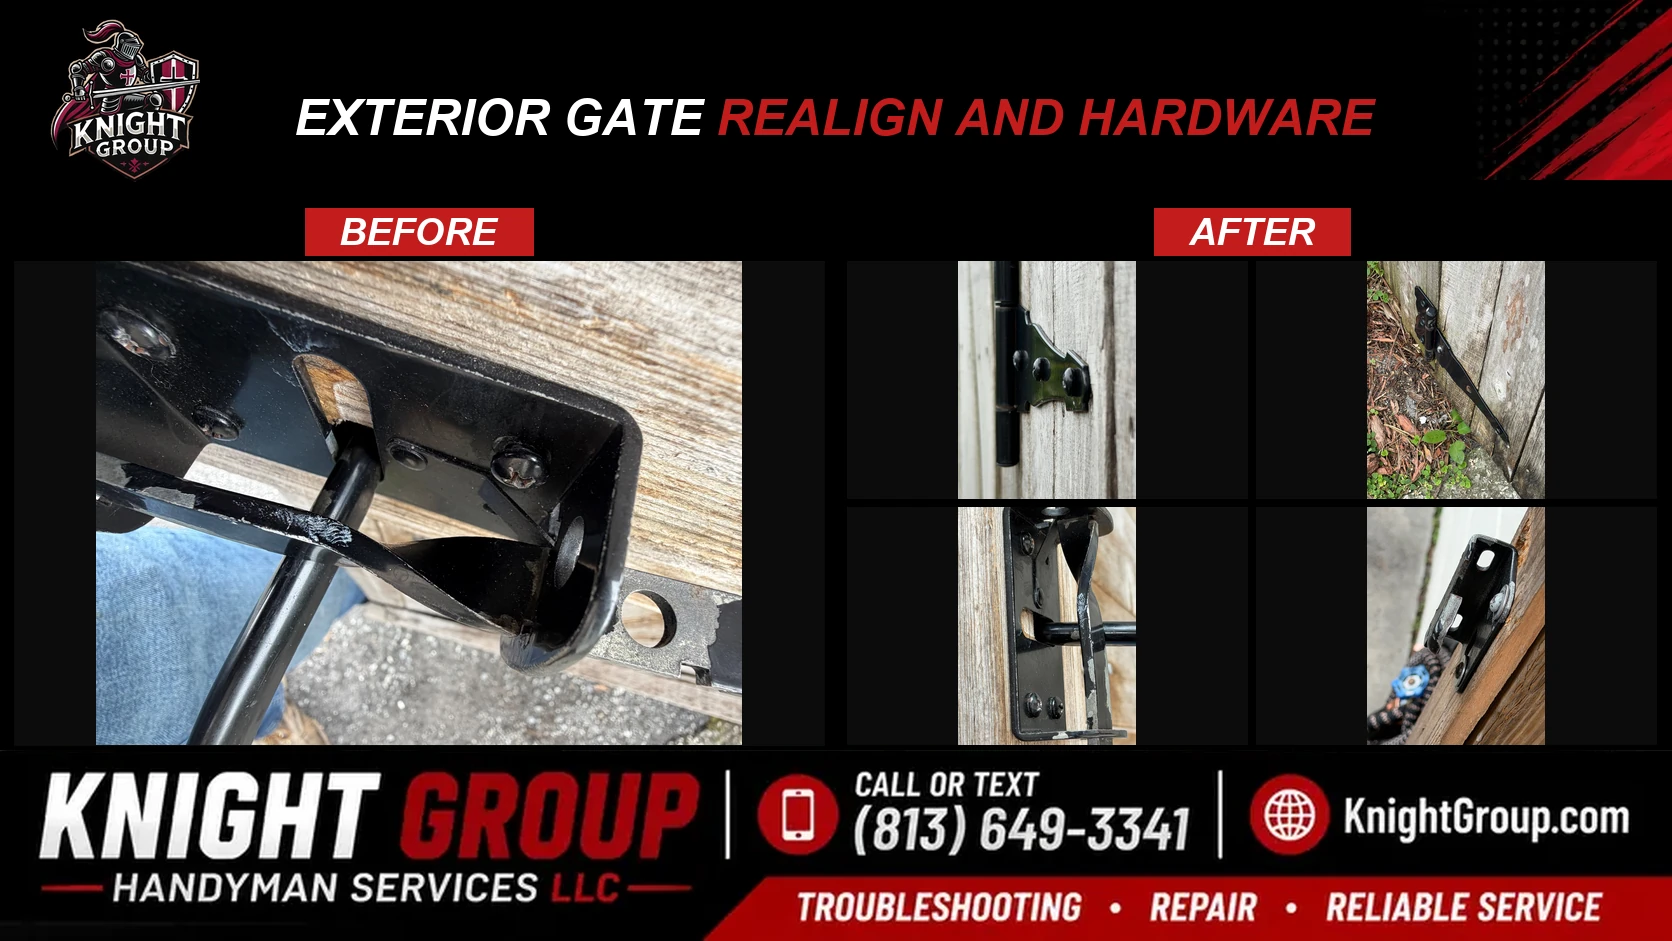 KNIGHT
GROUP
EXTERIOR GATE REALIGN AND HARDWARE
BEFORE
AFTER
KNIGHT GROUP
HANDYMAN SERVICES LLC
CALL OR TEXT
(813) 649-3341
KnightGroup.com
TROUBLESHOOTING • REPAIR • RELIABLE SERVICE